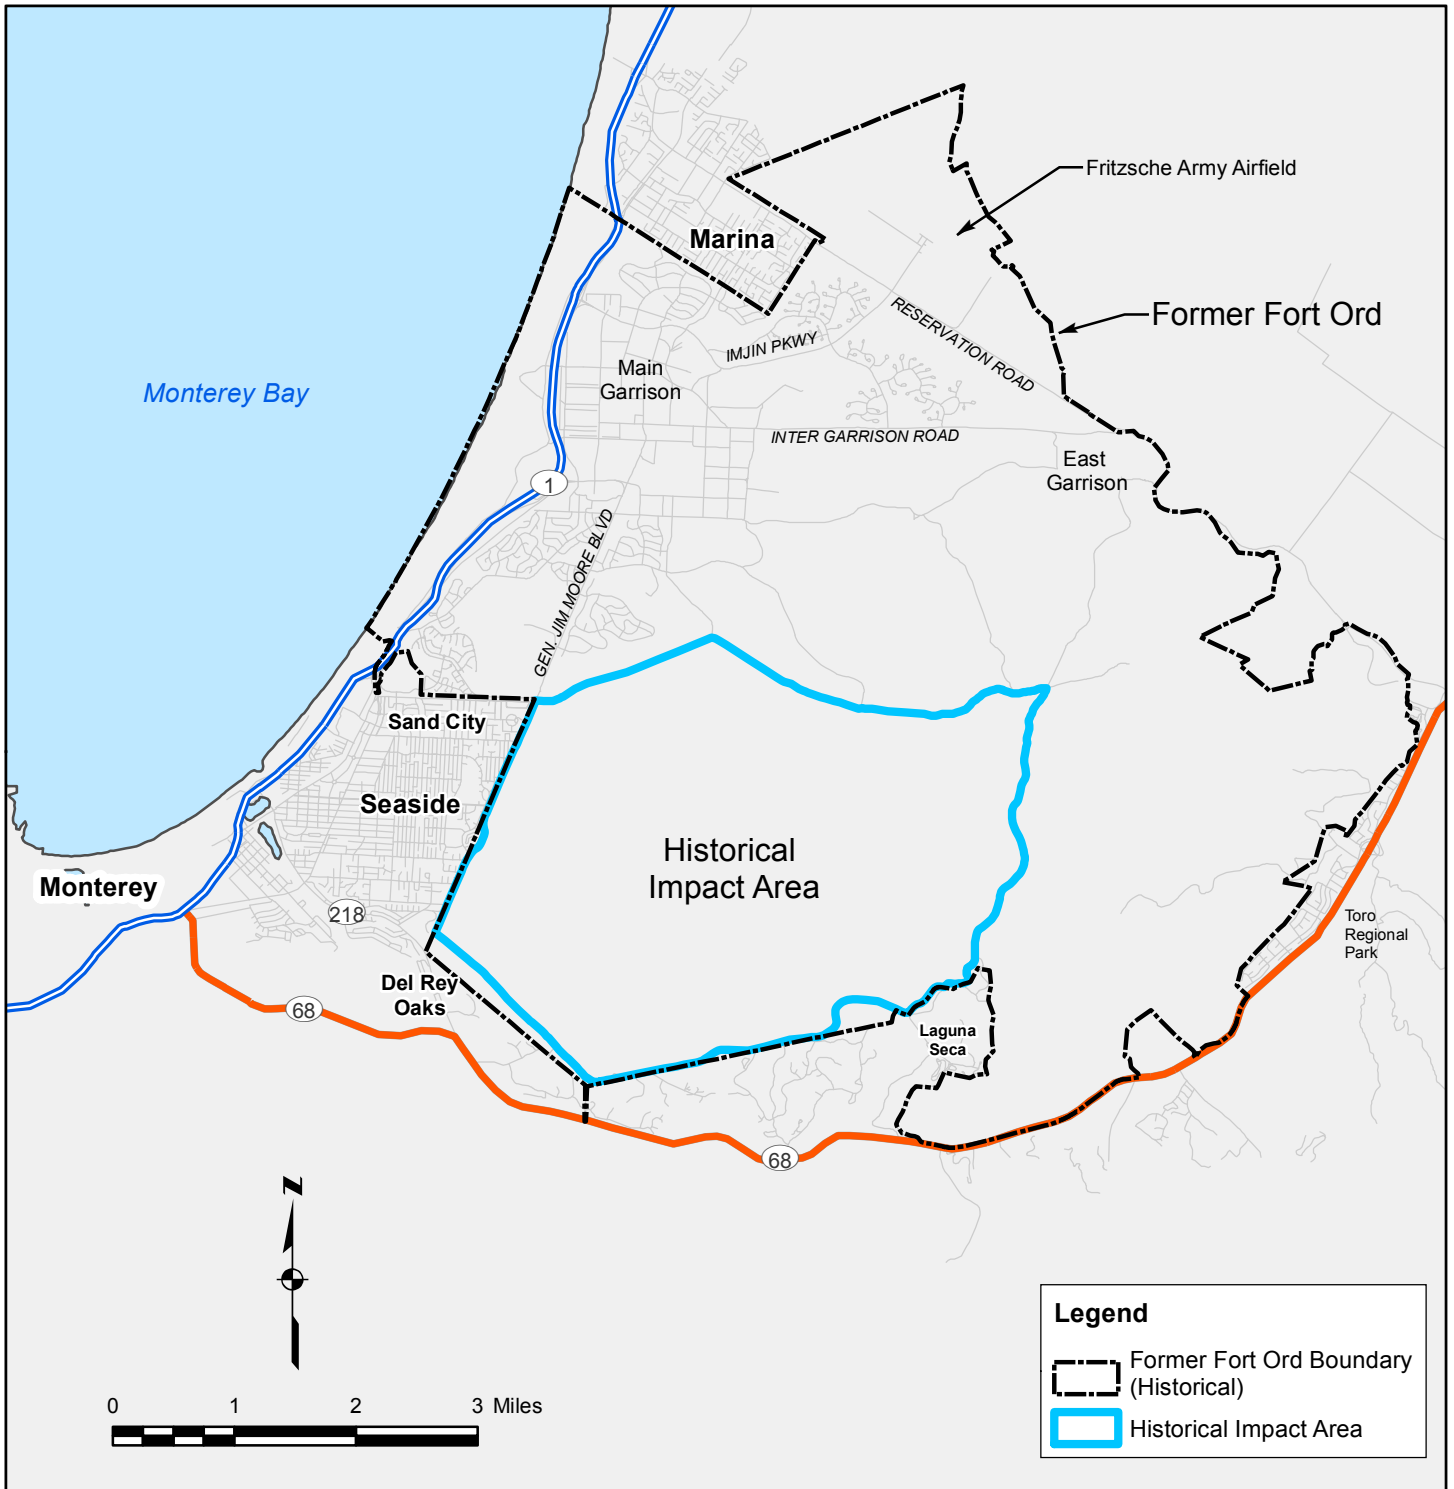 Fritzsche Army Airfield
Marina
Former Fort Ord
RESERVATION ROAD
IMJIN PKWY
Main
Garrison
Monterey Bay
INTER GARRISON ROAD
East
Garrison
1
GEN. JIM MOORE BLVD
Sand City
Seaside
Historical
Impact Area
Monterey
218
Toro
Regional
Park
Del Rey
Oaks
68
Laguna
Seca
68
N
Legend
Former Fort Ord Boundary
(Historical)
Historical Impact Area
0 1 2 3 Miles